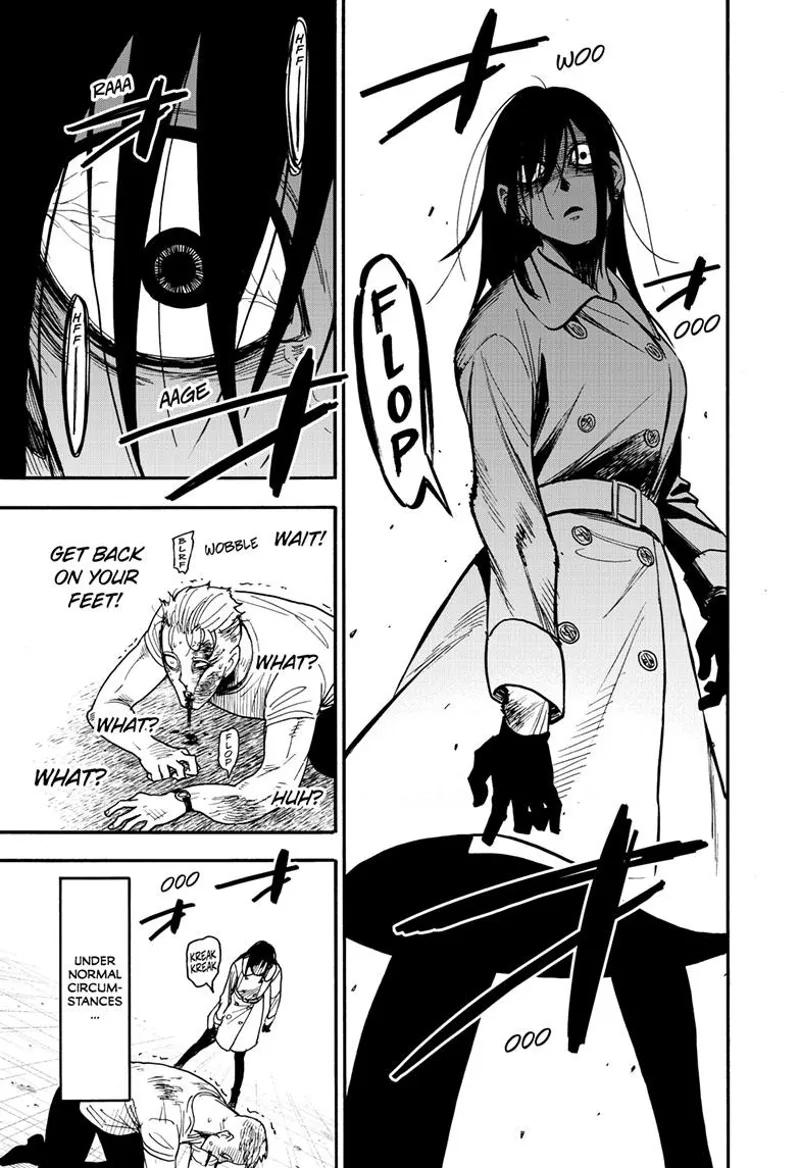 WOO
OOO
FLOP
OOO
HFF
RAAA
HFF
AAGE
WAIT!
WOBBLE
BLRF
GET BACK
ON YOUR
FEET!
WHAT?
WHAT?
FLOP
WHAT?
HUH?
OOO
KREAK
KREAK
UNDER
NORMAL
CIRCUM-
STANCES
...